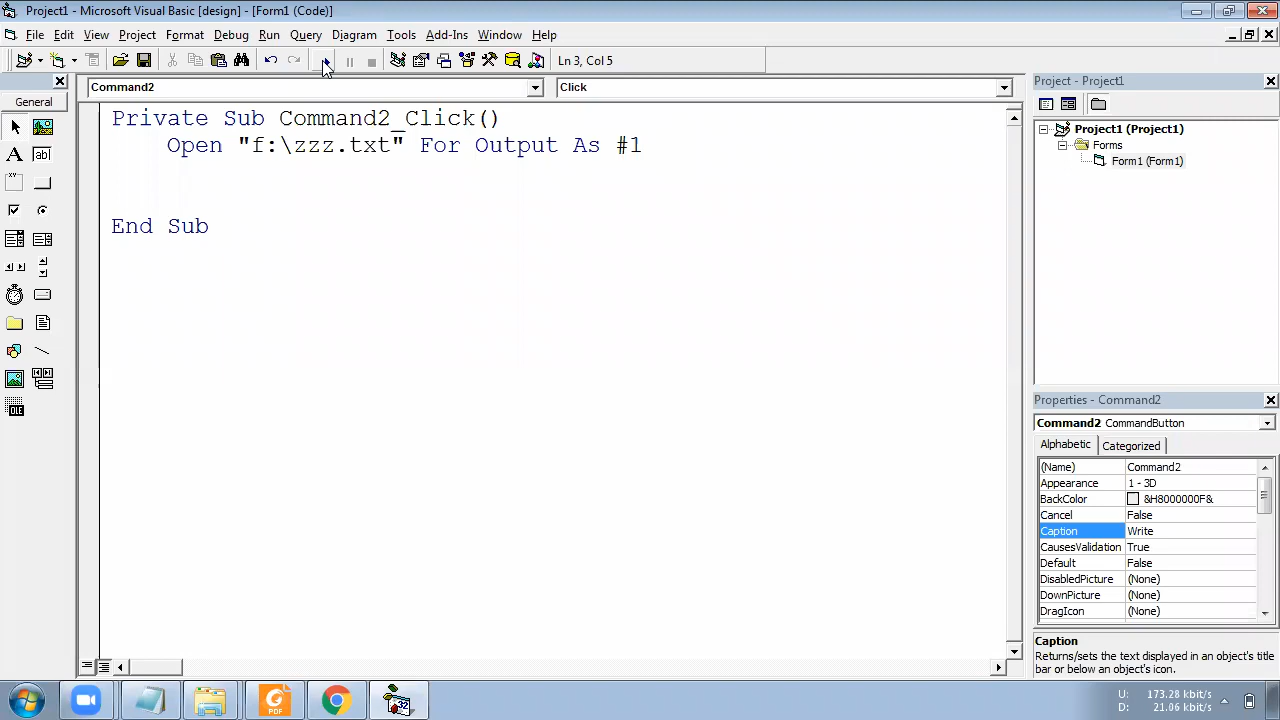 Project1 - Microsoft Visual Basic [design] - [Form1 (Code)]
File Edit View Project Format Debug Run Query Diagram Tools Add-Ins Window Help
Ln 3, Col 5
General
Command2
Click
Private Sub Command2_Click()
Open "f:\zzz.txt" For Output As #1
End Sub
Project - Project1
Project1 (Project1)
Forms
Form1 (Form1)
Properties - Command2
Command2 CommandButton
Alphabetic Categorized
(Name) Command2
Appearance 1 - 3D
BackColor &H8000000F&
Cancel False
Caption Write
CausesValidation True
Default False
DisabledPicture (None)
DownPicture (None)
DragIcon (None)
Caption
Returns/sets the text displayed in an object's title
bar or below an object's icon.
OLE
PDF
32
U: 173.28 kbit/s
D: 21.06 kbit/s